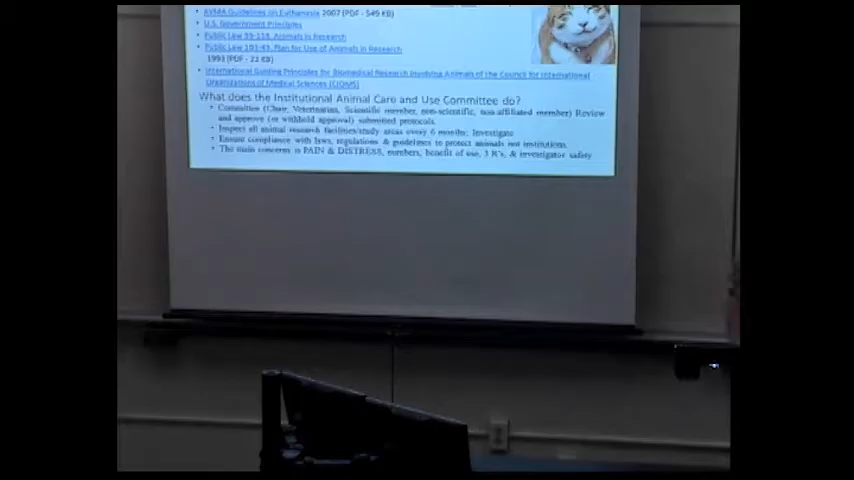 • AVMA Guidelines on Euthanasia 2007 (PDF - 549 KB)
• U.S. Government Principles
• Public Law 99-158, Animals in Research
• Public Law 103-43, Plan for Use of Animals in Research
1993 (PDF - 22 KB)
• International Guiding Principles for Biomedical Research Involving Animals of the Council for International
Organizations of Medical Sciences (CIOMS)
What does the Institutional Animal Care and Use Committee do?
• Committee (Chair, Veterinarian, Scientific member, non-scientific, non-affiliated member) Review
and approve (or withhold approval) submitted protocols.
• Inspect all animal research facilities/study areas every 6 months; Investigate
• Ensure compliance with laws, regulations & guidelines to protect animals not institutions.
• The main concern is PAIN & DISTRESS, numbers, benefit of use, 3 R's, & investigator safety